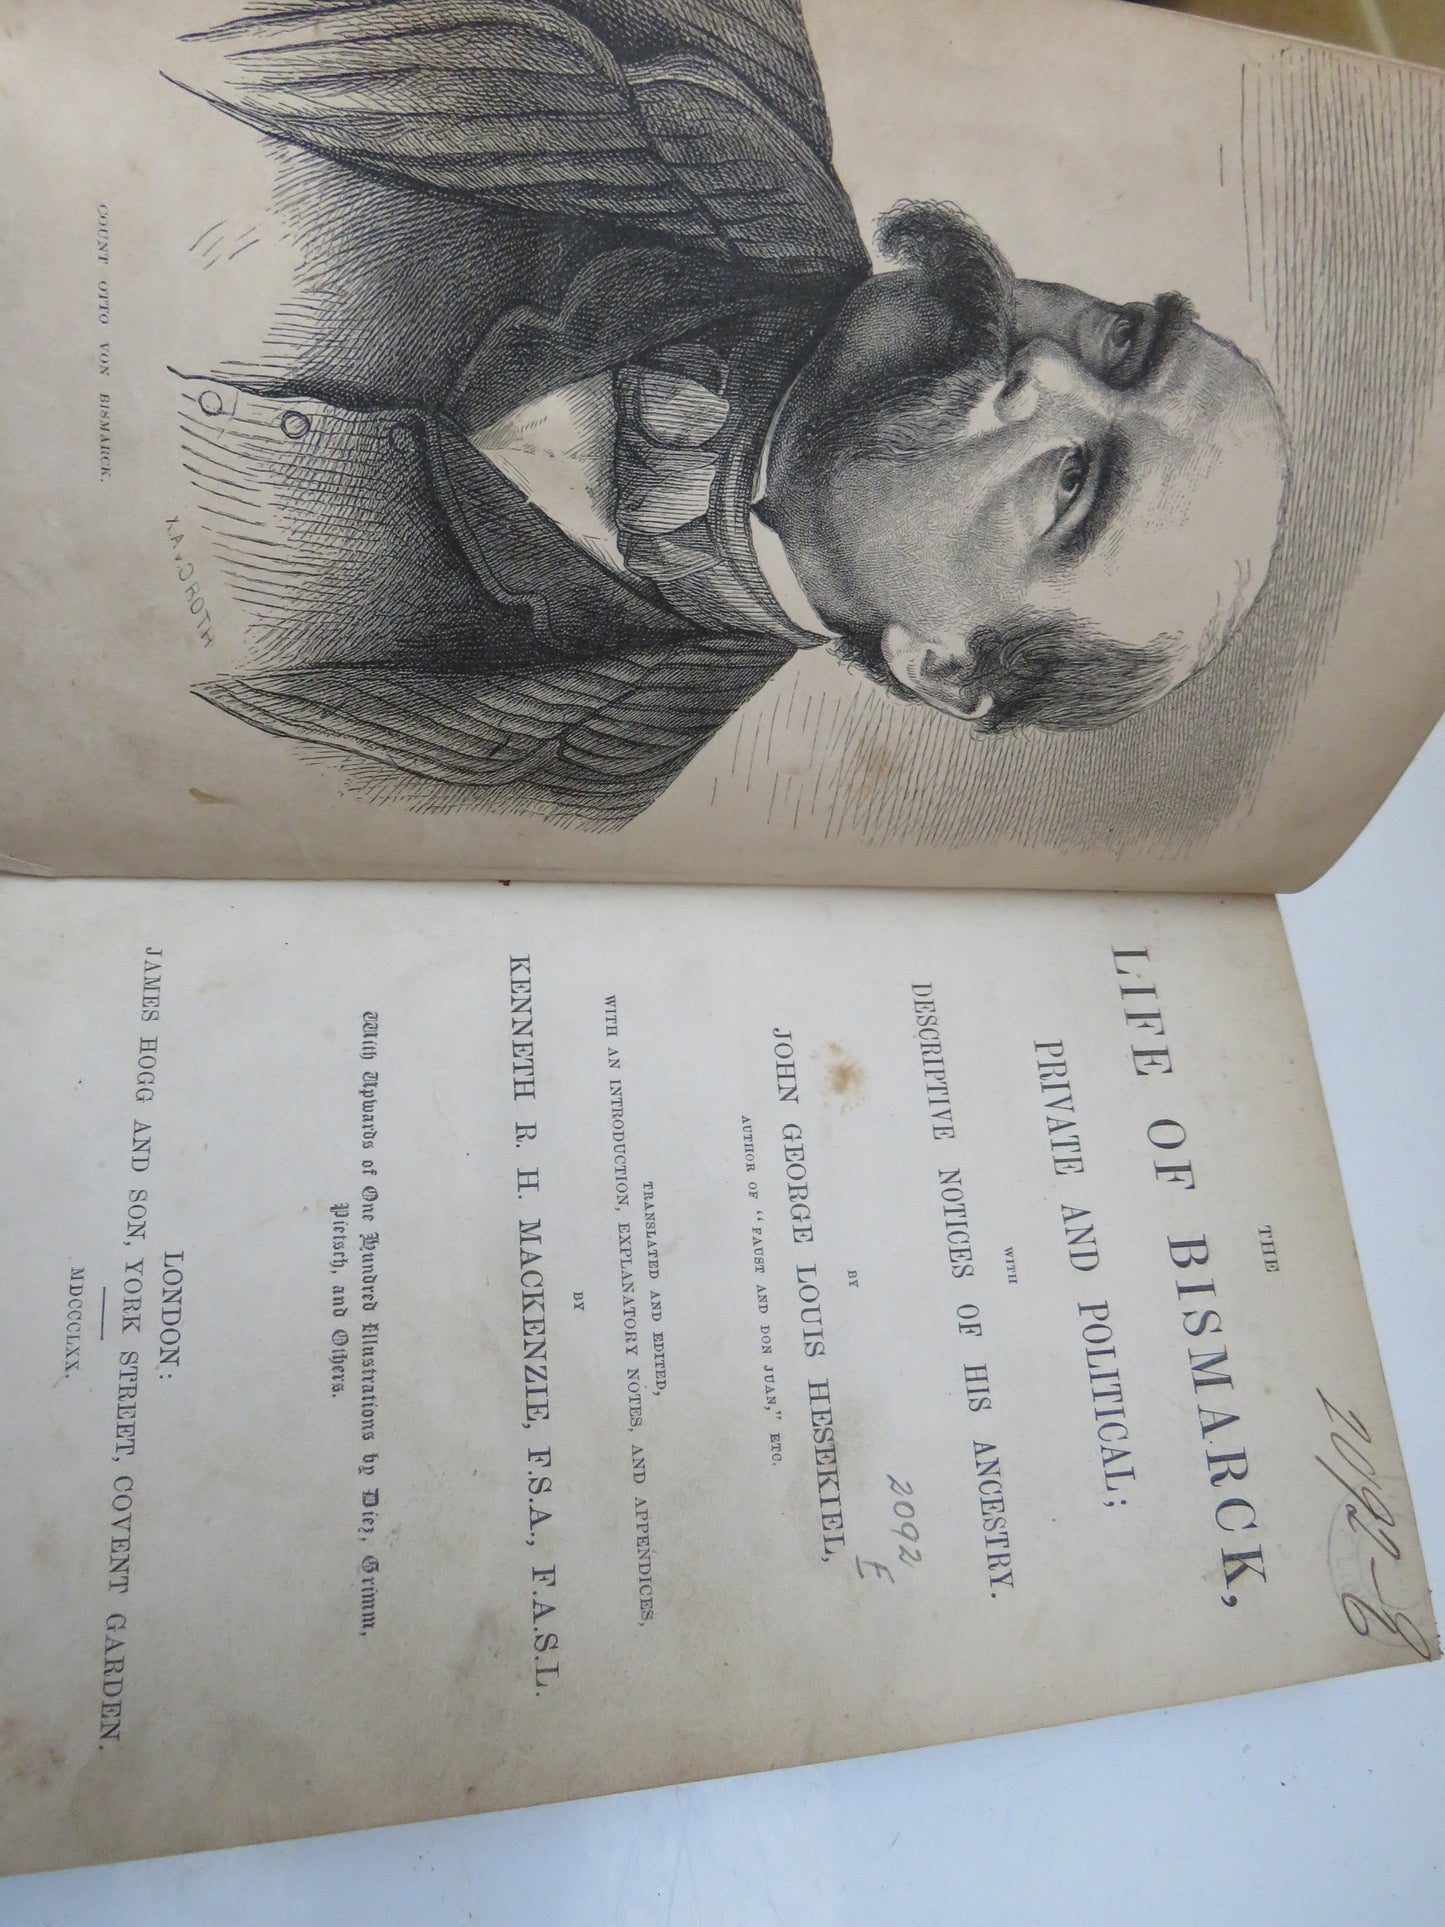 K.A.v.DROTH
COUNT OTTO VON BISMARCK.
2092-E
THE
LIFE OF BISMARCK,
PRIVATE AND POLITICAL;
WITH
DESCRIPTIVE NOTICES OF HIS ANCESTRY.
2092
E
BY
JOHN GEORGE LOUIS HESEKIEL,
AUTHOR OF "FAUST AND DON JUAN," ETC.
TRANSLATED AND EDITED,
WITH AN INTRODUCTION, EXPLANATORY NOTES, AND APPENDICES,
BY
KENNETH R. H. MACKENZIE, F.S.A., F.A.S.L.
With Upwards of One Hundred Illustrations by Diez, Grimm,
Pietsch, and Others.
LONDON:
JAMES HOGG AND SON, YORK STREET, COVENT GARDEN.
MDCCCLXX.